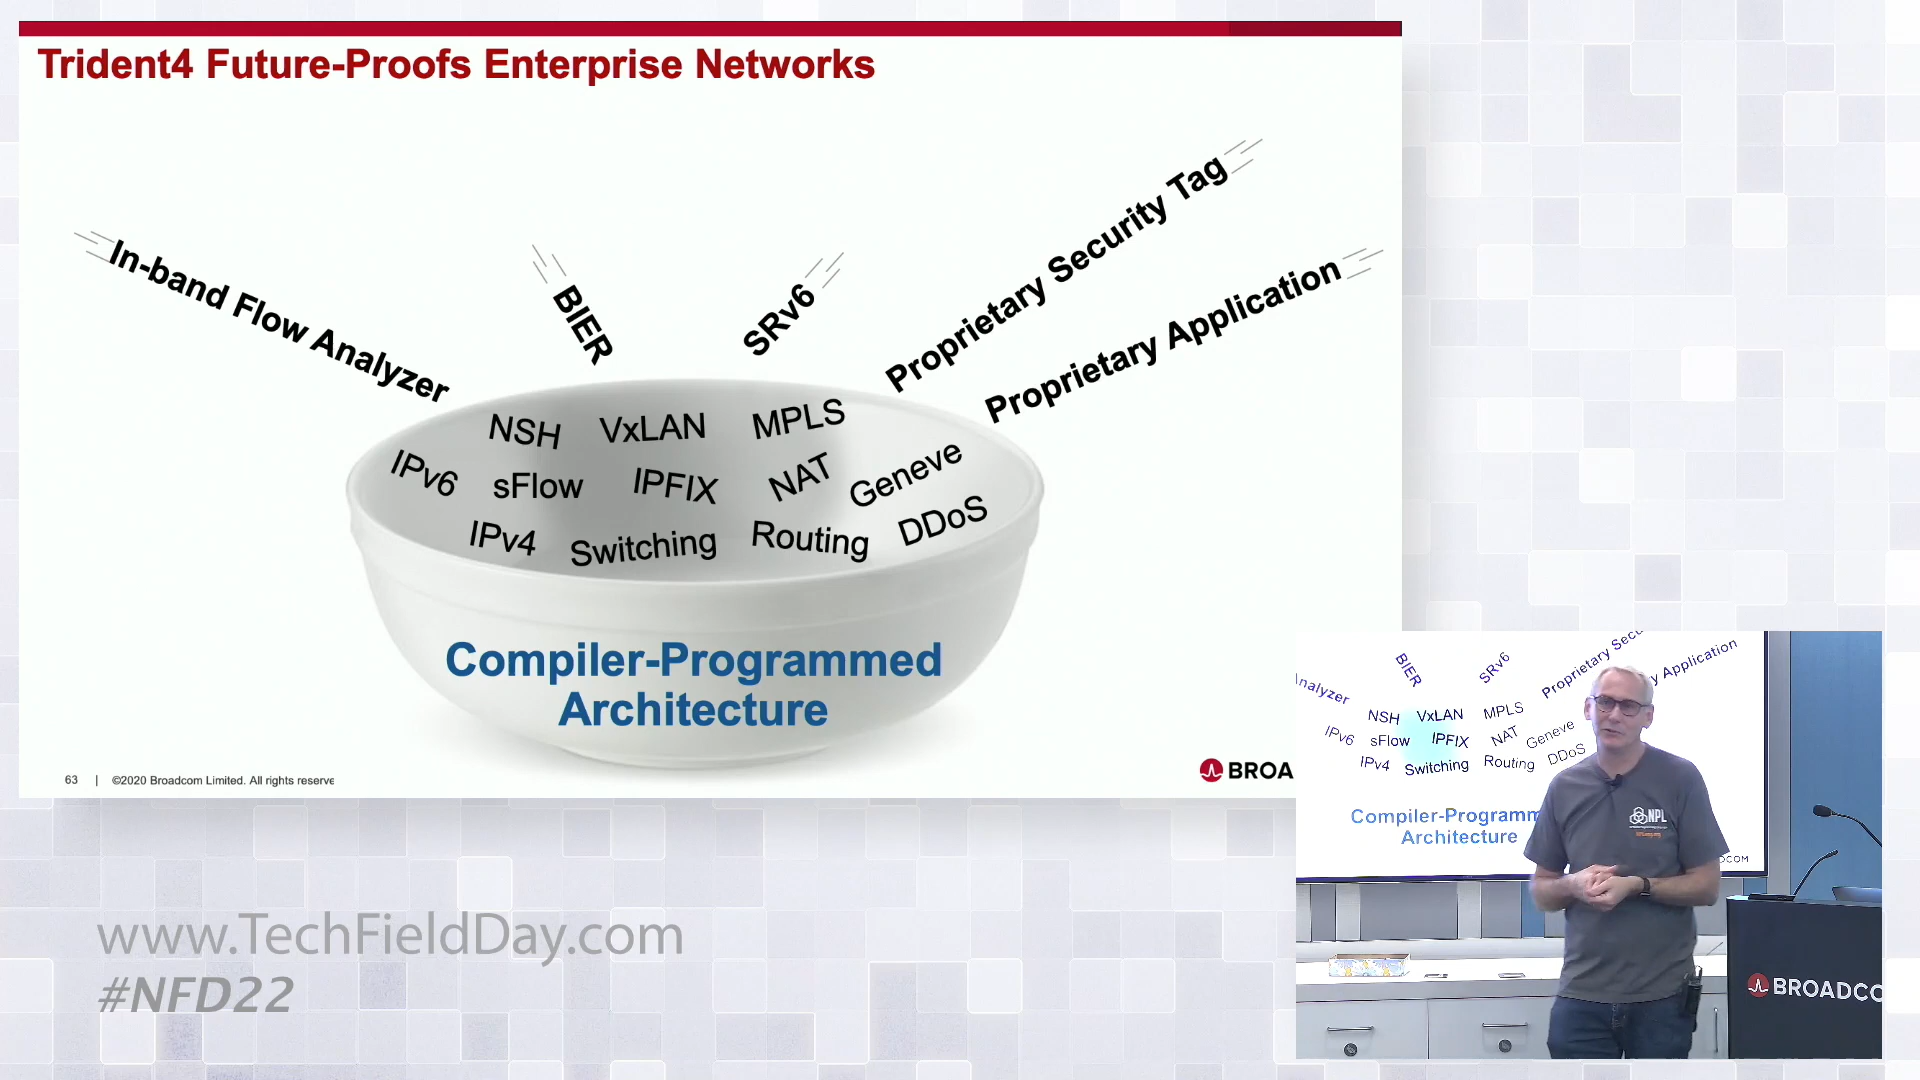 Trident4 Future-Proofs Enterprise Networks
In-band Flow Analyzer
BIER
SRv6
Proprietary Security Tag
Proprietary Application
NSH
VxLAN
MPLS
IPv6
sFlow
IPFIX
NAT
Geneve
IPv4
Switching
Routing
DDoS
Compiler-Programmed
Architecture
63 | ©2020 Broadcom Limited. All rights reserve
BROA
Analyzer
BIER
SRv6
Proprietary Secu
y Application
NSH
VxLAN
MPLS
IPv6
sFlow
IPFIX
NAT
Geneve
IPv4
Switching
Routing
DDoS
Compiler-Programm
Architecture
DCOM
NPL
BROADCO
www.TechFieldDay.com
#NFD22